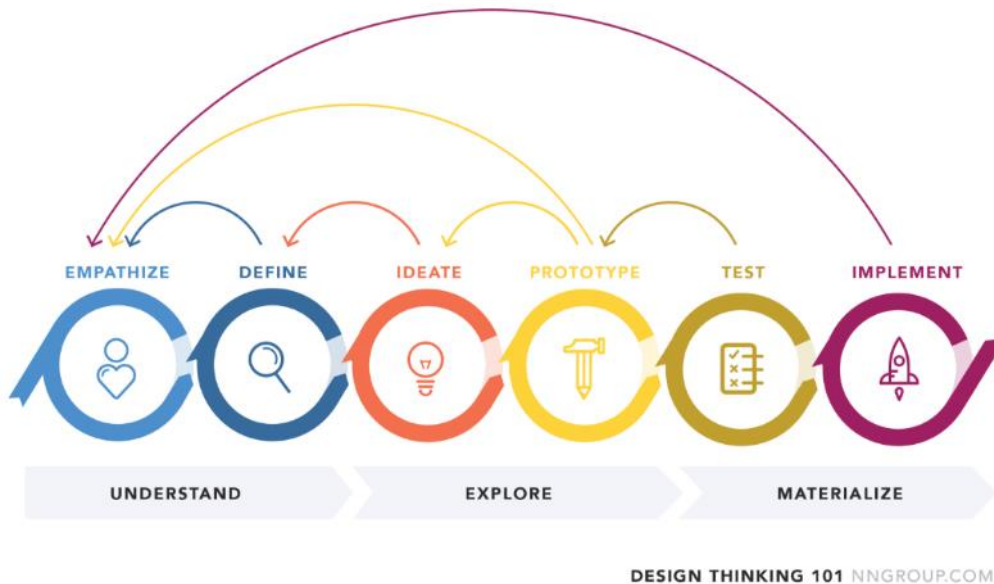 EMPATHIZE DEFINE IDEATE PROTOTYPE TEST IMPLEMENT
UNDERSTAND EXPLORE MATERIALIZE
DESIGN THINKING 101 NNGROUP.COM